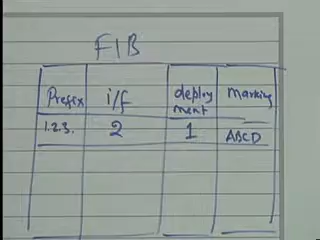 FIB
Prefix i/f deploy ment marking
1.2.3. 2 1 ABCD